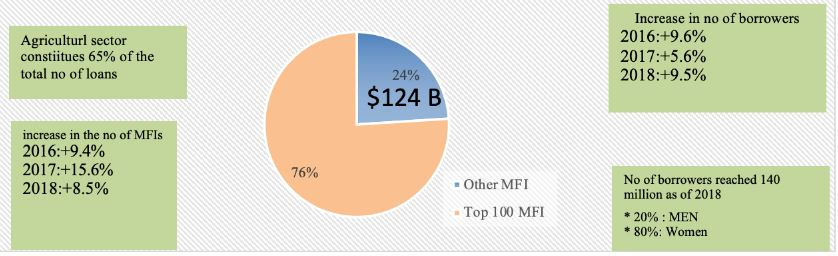 Agriculturl sector
constiitues 65% of the
total no of loans
increase in the no of MFIs
2016:+9.4%
2017:+15.6%
2018:+8.5%
24%
$124 B
76%
Other MFI
Top 100 MFI
Increase in no of borrowers
2016:+9.6%
2017:+5.6%
2018:+9.5%
No of borrowers reached 140
million as of 2018
* 20% : MEN
* 80%: Women